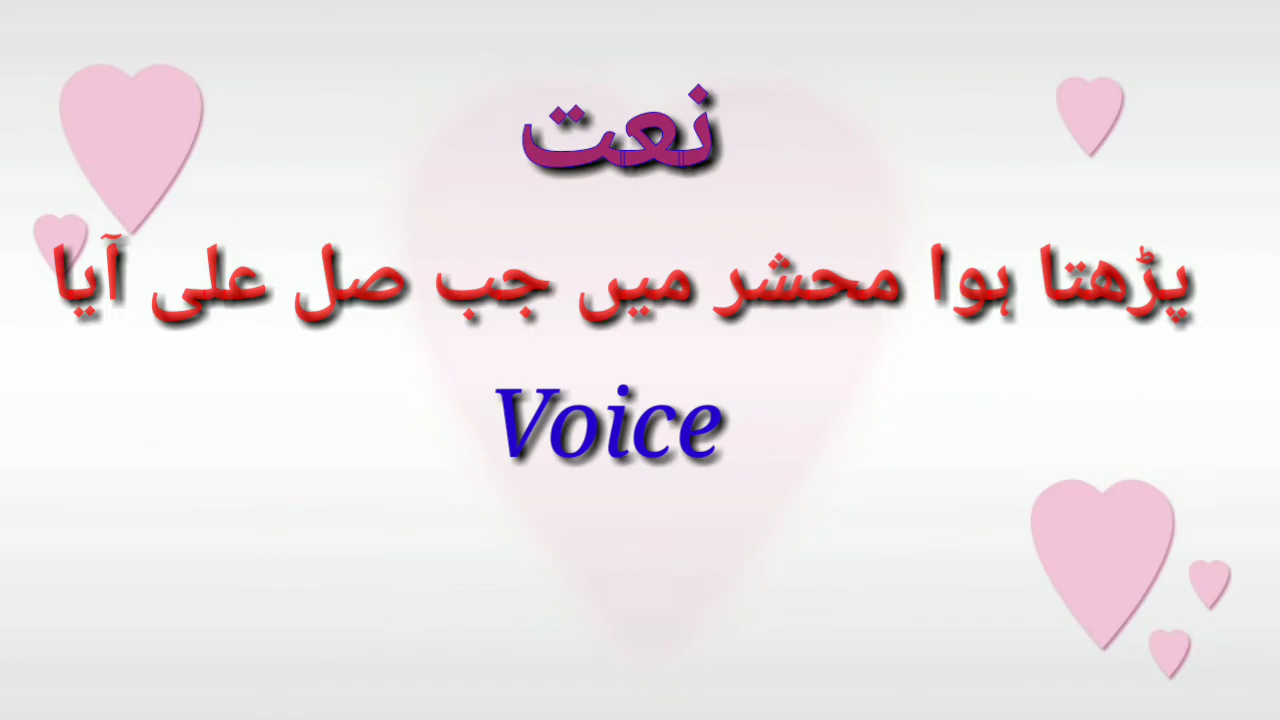 نعت
پڑھتا ہوا محشر میں جب صل علی آیا
Voice